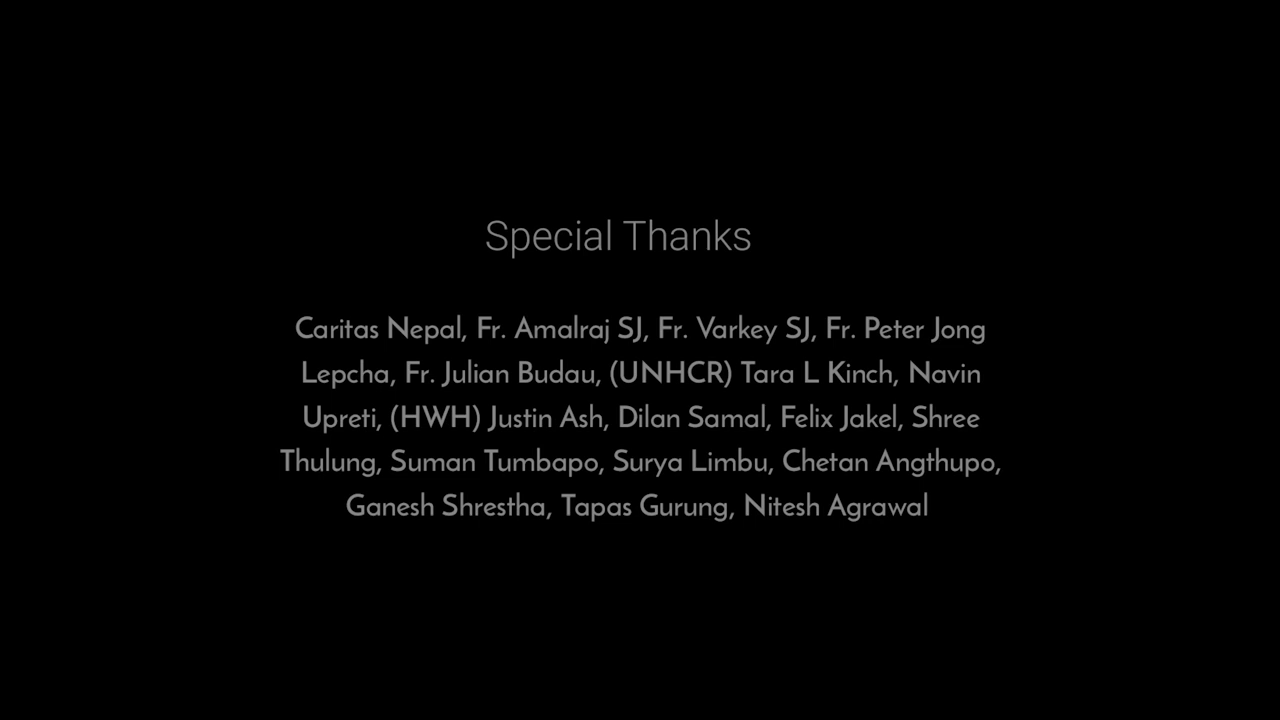 Special Thanks
Caritas Nepal, Fr. Amalraj SJ, Fr. Varkey SJ, Fr. Peter Jong
Lepcha, Fr. Julian Budau, (UNHCR) Tara L Kinch, Navin
Upreti, (HWH) Justin Ash, Dilan Samal, Felix Jakel, Shree
Thulung, Suman Tumbapo, Surya Limbu, Chetan Angthupo,
Ganesh Shrestha, Tapas Gurung, Nitesh Agrawal